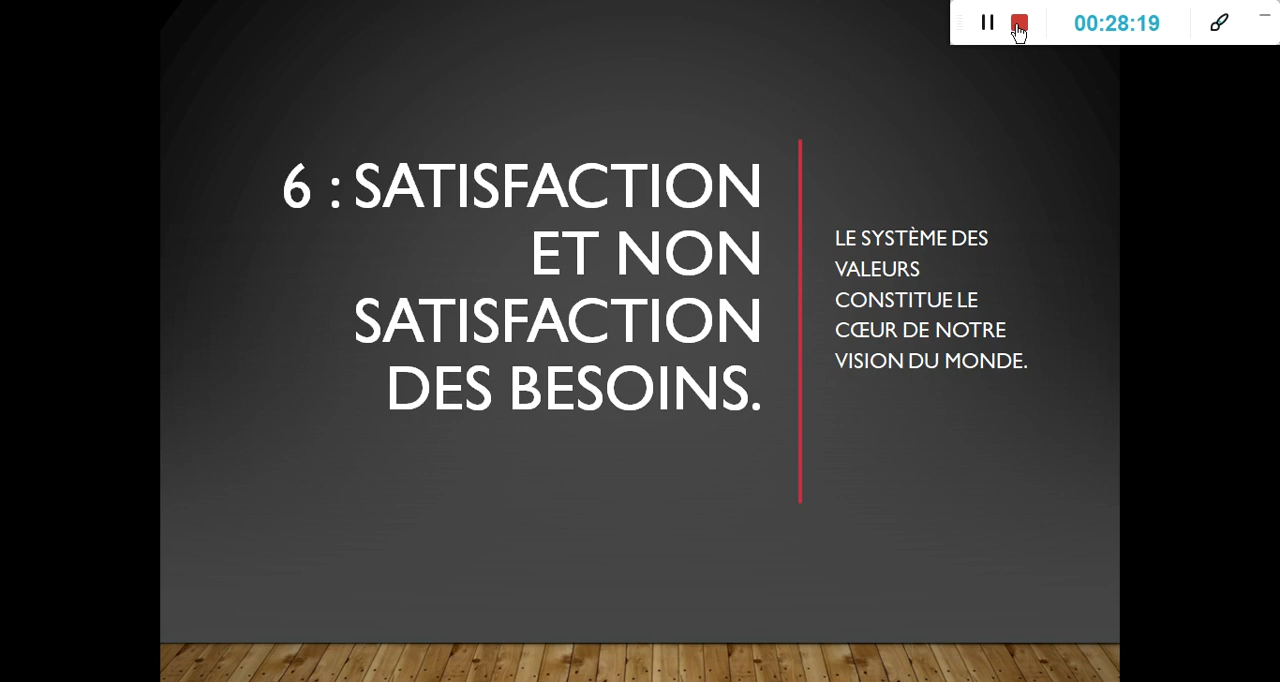 00:28:19
6 : SATISFACTION
ET NON
SATISFACTION
DES BESOINS.
LE SYSTÈME DES
VALEURS
CONSTITUE LE
CŒUR DE NOTRE
VISION DU MONDE.